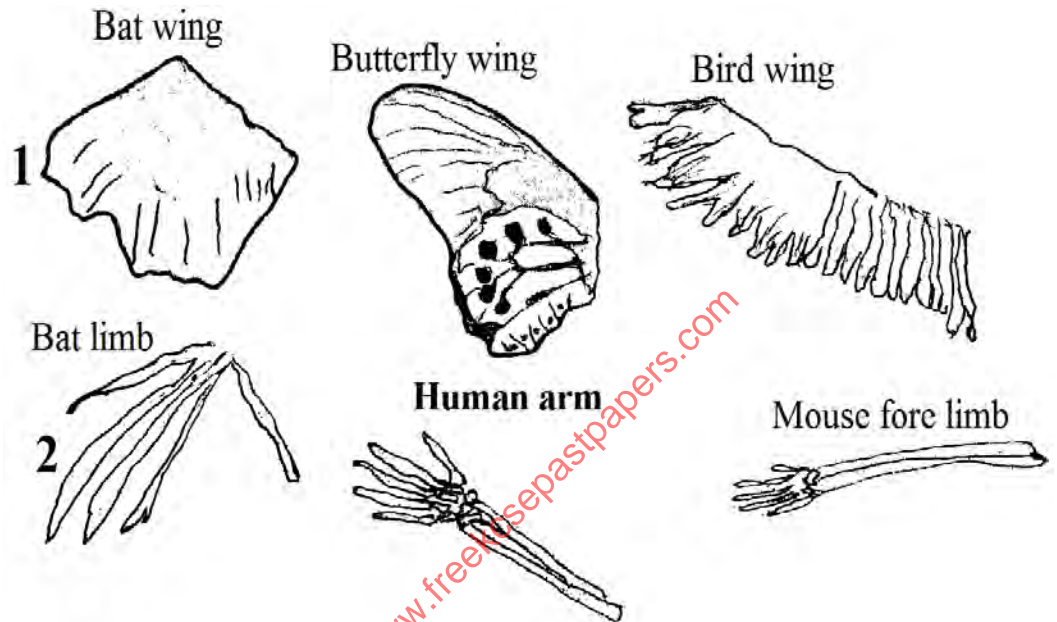 Bat wing
Butterfly wing
Bird wing
1
Bat limb
Human arm
Mouse fore limb
2
www.freekcsepastpapers.com